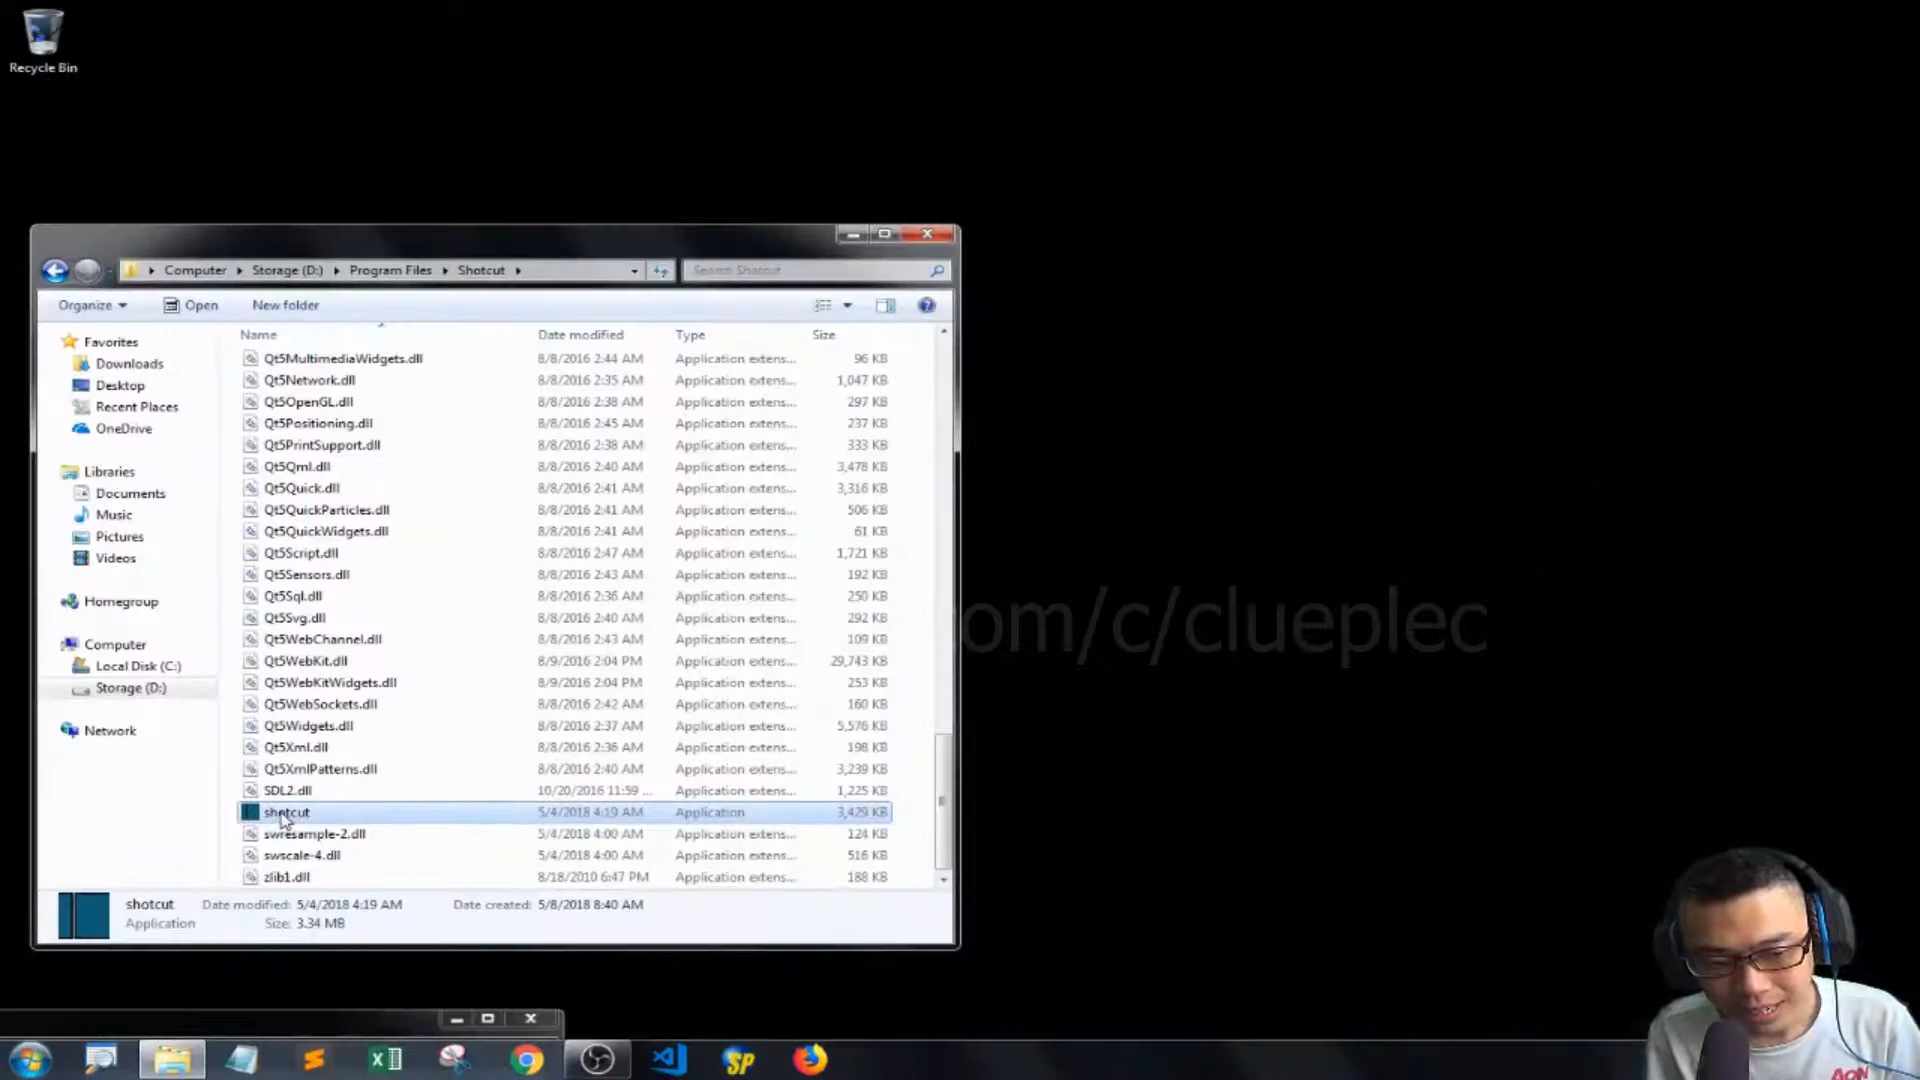 Recycle Bin
Computer Storage (D:) Program Files Shotcut Search Shotcut
Organize Open New folder
Name Date modified Type Size
Favorites
Downloads
Desktop
Recent Places
OneDrive
Libraries
Documents
Music
Pictures
Videos
Homegroup
Computer
Local Disk (C:)
Storage (D:)
Network
Qt5MultimediaWidgets.dll 8/8/2016 2:44 AM Application extens... 96 KB
Qt5Network.dll 8/8/2016 2:35 AM Application extens... 1,047 KB
Qt5OpenGL.dll 8/8/2016 2:38 AM Application extens... 297 KB
Qt5Positioning.dll 8/8/2016 2:45 AM Application extens... 237 KB
Qt5PrintSupport.dll 8/8/2016 2:38 AM Application extens... 333 KB
Qt5Qml.dll 8/8/2016 2:40 AM Application extens... 3,478 KB
Qt5Quick.dll 8/8/2016 2:41 AM Application extens... 3,316 KB
Qt5QuickParticles.dll 8/8/2016 2:41 AM Application extens... 506 KB
Qt5QuickWidgets.dll 8/8/2016 2:41 AM Application extens... 61 KB
Qt5Script.dll 8/8/2016 2:47 AM Application extens... 1,721 KB
Qt5Sensors.dll 8/8/2016 2:43 AM Application extens... 192 KB
Qt5Sql.dll 8/8/2016 2:36 AM Application extens... 250 KB
Qt5Svg.dll 8/8/2016 2:40 AM Application extens... 292 KB
Qt5WebChannel.dll 8/8/2016 2:43 AM Application extens... 109 KB
Qt5WebKit.dll 8/9/2016 2:04 PM Application extens... 29,743 KB
Qt5WebKitWidgets.dll 8/9/2016 2:04 PM Application extens... 253 KB
Qt5WebSockets.dll 8/8/2016 2:42 AM Application extens... 160 KB
Qt5Widgets.dll 8/8/2016 2:37 AM Application extens... 5,576 KB
Qt5Xml.dll 8/8/2016 2:36 AM Application extens... 198 KB
Qt5XmlPatterns.dll 8/8/2016 2:40 AM Application extens... 3,239 KB
SDL2.dll 10/20/2016 11:59 ... Application extens... 1,225 KB
shotcut 5/4/2018 4:19 AM Application 3,429 KB
swresample-2.dll 5/4/2018 4:00 AM Application extens... 124 KB
swscale-4.dll 5/4/2018 4:00 AM Application extens... 516 KB
zlib1.dll 8/18/2010 6:47 PM Application extens... 188 KB
shotcut Date modified: 5/4/2018 4:19 AM Date created: 5/8/2018 8:40 AM
Application Size: 3.34 MB
om/c/clueplec
SP
AON